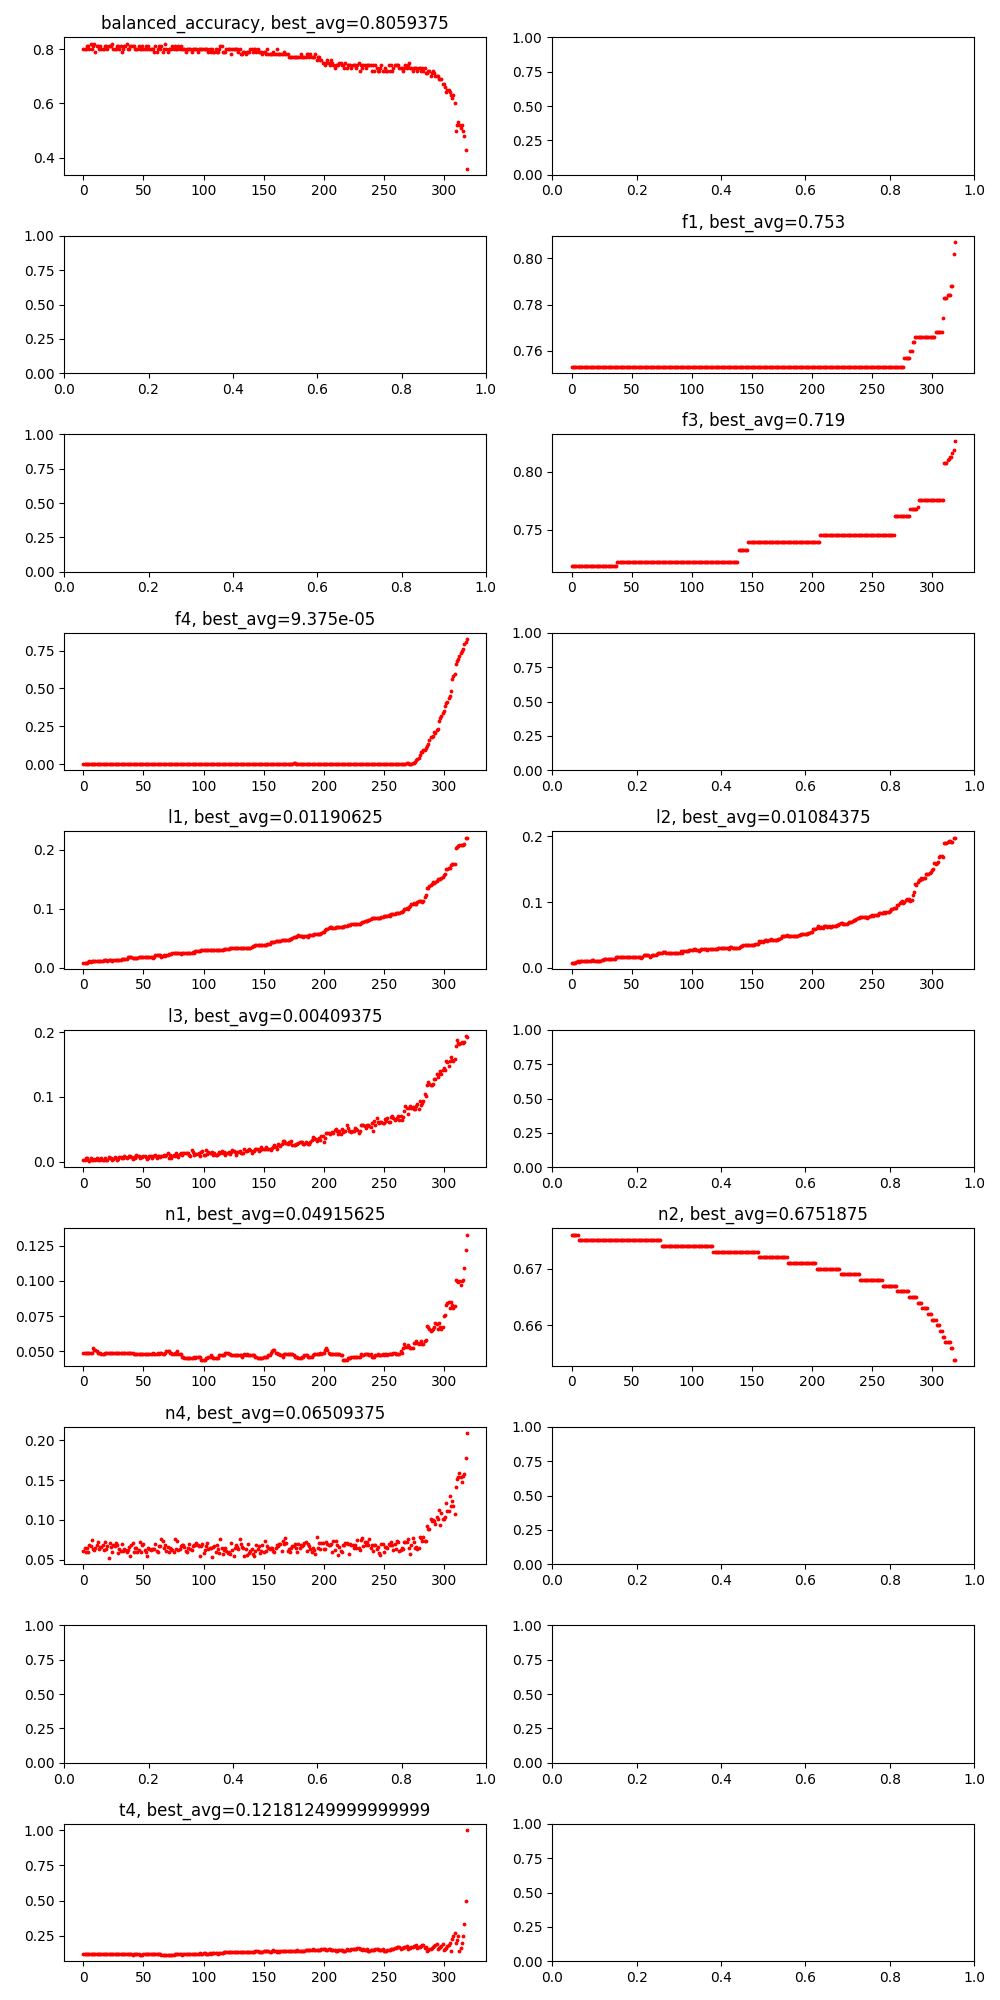 balanced_accuracy, best_avg=0.8059375
0.8
0.6
0.4
0 50 100 150 200 250 300
1.00
0.75
0.50
0.25
0.00
0.0 0.2 0.4 0.6 0.8 1.0
1.00
0.75
0.50
0.25
0.00
0.0 0.2 0.4 0.6 0.8 1.0
f1, best_avg=0.753
0.80
0.78
0.76
0 50 100 150 200 250 300
1.00
0.75
0.50
0.25
0.00
0.0 0.2 0.4 0.6 0.8 1.0
f3, best_avg=0.719
0.80
0.75
0 50 100 150 200 250 300
f4, best_avg=9.375e-05
0.75
0.50
0.25
0.00
0 50 100 150 200 250 300
1.00
0.75
0.50
0.25
0.00
0.0 0.2 0.4 0.6 0.8 1.0
l1, best_avg=0.01190625
0.2
0.1
0.0
0 50 100 150 200 250 300
l2, best_avg=0.01084375
0.2
0.1
0.0
0 50 100 150 200 250 300
l3, best_avg=0.00409375
0.2
0.1
0.0
0 50 100 150 200 250 300
1.00
0.75
0.50
0.25
0.00
0.0 0.2 0.4 0.6 0.8 1.0
n1, best_avg=0.04915625
0.125
0.100
0.075
0.050
0 50 100 150 200 250 300
n2, best_avg=0.6751875
0.67
0.66
0 50 100 150 200 250 300
n4, best_avg=0.06509375
0.20
0.15
0.10
0.05
0 50 100 150 200 250 300
1.00
0.75
0.50
0.25
0.00
0.0 0.2 0.4 0.6 0.8 1.0
1.00
0.75
0.50
0.25
0.00
0.0 0.2 0.4 0.6 0.8 1.0
1.00
0.75
0.50
0.25
0.00
0.0 0.2 0.4 0.6 0.8 1.0
t4, best_avg=0.12181249999999999
1.00
0.75
0.50
0.25
0 50 100 150 200 250 300
1.00
0.75
0.50
0.25
0.00
0.0 0.2 0.4 0.6 0.8 1.0